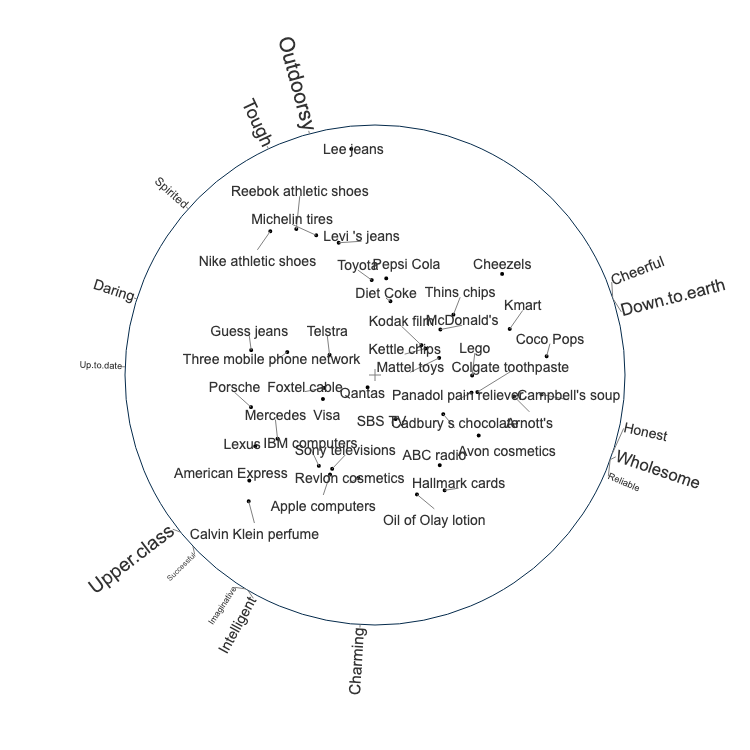 Outdoorsy
Tough
Lee jeans
Spirited
Reebok athletic shoes
Michelin tires
Levi 's jeans
Nike athletic shoes
Toyota
Pepsi Cola
Cheezels
Cheerful
Down.to.earth
Daring
Diet Coke
Thins chips
Kmart
Kodak film
McDonald's
Guess jeans
Telstra
Coco Pops
Kettle chips
Lego
Three mobile phone network
Up.to.date
Mattel toys
Colgate toothpaste
Porsche
Foxtel cable
Qantas
Panadol pain reliever
Campbell's soup
Mercedes
Visa
SBS TV
Cadbury's chocolate
Arnott's
Honest
Lexus
IBM computers
Sony televisions
ABC radio
Avon cosmetics
Wholesome
Reliable
American Express
Revlon cosmetics
Hallmark cards
Apple computers
Oil of Olay lotion
Calvin Klein perfume
Upper.class
Successful
Imaginative
Intelligent
Charming